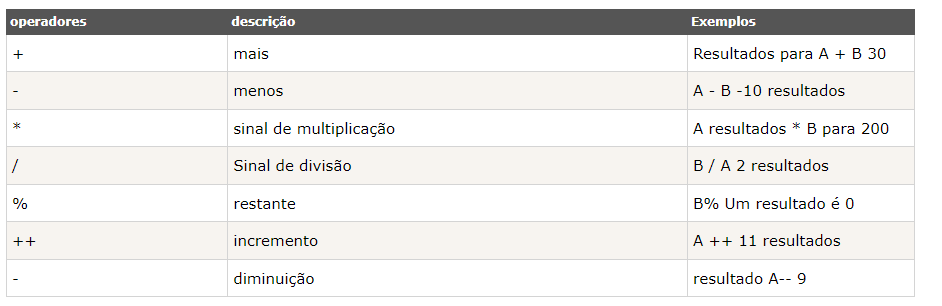 operadores descrição Exemplos
+ mais Resultados para A + B 30
- menos A - B -10 resultados
* sinal de multiplicação A resultados * B para 200
/ Sinal de divisão B / A 2 resultados
% restante B% Um resultado é 0
++ incremento A ++ 11 resultados
- diminuição resultado A-- 9